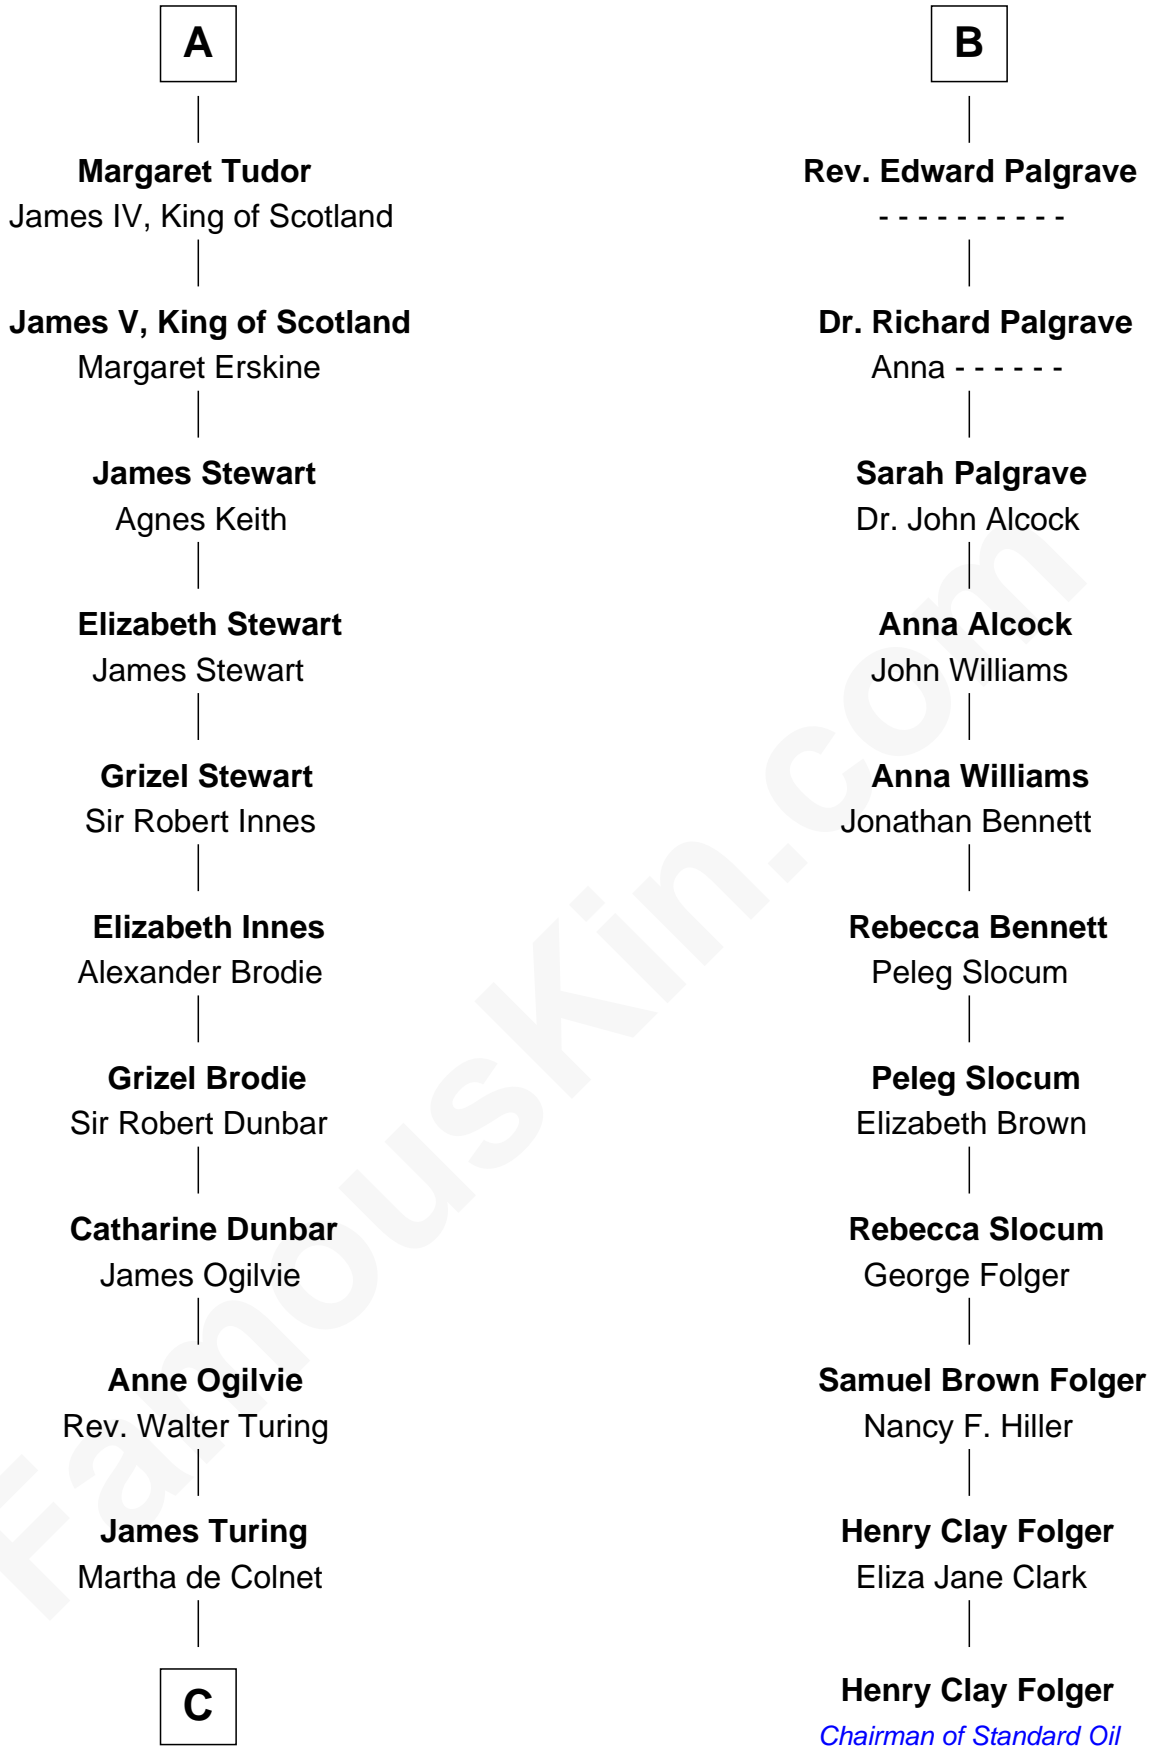 A
Margaret Tudor
James IV, King of Scotland
James V, King of Scotland
Margaret Erskine
James Stewart
Agnes Keith
Elizabeth Stewart
James Stewart
Grizel Stewart
Sir Robert Innes
Elizabeth Innes
Alexander Brodie
Grizel Brodie
Sir Robert Dunbar
Catharine Dunbar
James Ogilvie
Anne Ogilvie
Rev. Walter Turing
James Turing
Martha de Colnet
C
B
Rev. Edward Palgrave
- - - - - - - - - -
Dr. Richard Palgrave
Anna - - - - - -
Sarah Palgrave
Dr. John Alcock
Anna Alcock
John Williams
Anna Williams
Jonathan Bennett
Rebecca Bennett
Peleg Slocum
Peleg Slocum
Elizabeth Brown
Rebecca Slocum
George Folger
Samuel Brown Folger
Nancy F. Hiller
Henry Clay Folger
Eliza Jane Clark
Henry Clay Folger
Chairman of Standard Oil
FamousKin.com